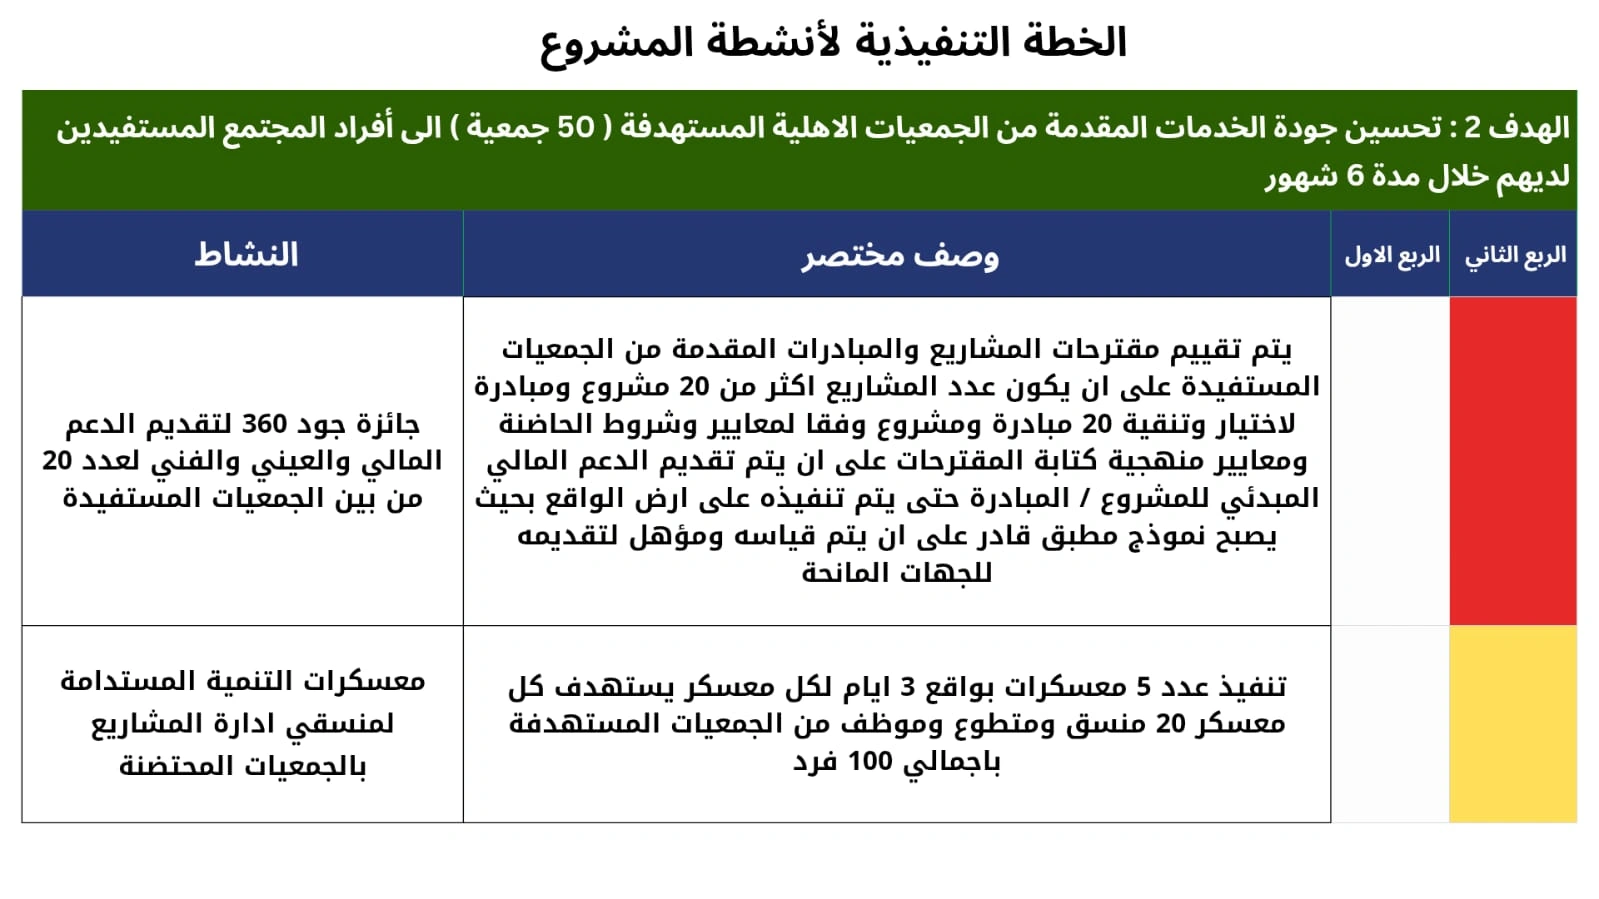 الخطة التنفيذية لأنشطة المشروع
الهدف 2 : تحسين جودة الخدمات المقدمة من الجمعيات الاهلية المستهدفة ( 50 جمعية ) الى أفراد المجتمع المستفيدين
لديهم خلال مدة 6 شهور
الربع الثاني
الربع الاول
وصف مختصر
النشاط
يتم تقييم مقترحات المشاريع والمبادرات المقدمة من الجمعيات
المستفيدة على ان يكون عدد المشاريع اكثر من 20 مشروع ومبادرة
لاختيار وتنقية 20 مبادرة ومشروع وفقا لمعايير وشروط الحاضنة
ومعايير منهجية كتابة المقترحات على ان يتم تقديم الدعم المالي
المبدئي للمشروع / المبادرة حتى يتم تنفيذه على ارض الواقع بحيث
يصبح نموذج مطبق قادر على ان يتم قياسه ومؤهل لتقديمه
للجهات المانحة
جائزة جود 360 لتقديم الدعم
المالي والعيني والفني لعدد 20
من بين الجمعيات المستفيدة
تنفيذ عدد 5 معسكرات بواقع 3 ايام لكل معسكر يستهدف كل
معسكر 20 منسق ومتطوع وموظف من الجمعيات المستهدفة
باجمالي 100 فرد
معسكرات التنمية المستدامة
لمنسقي ادارة المشاريع
بالجمعيات المحتضنة